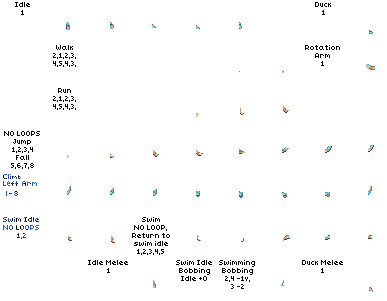 Idle
1
Duck
1
Walk
2,1,2,3,
4,5,4,3,
Rotation
Arm
1
Run
2,1,2,3,
4,5,4,3,
NO LOOPS
Jump
1,2,3,4
Fall
5,6,7,8
Climb
Left Arm
1-8
Swim Idle
NO LOOPS
1,2
Swim
NO LOOP,
Return to
swim idle
1,2,3,4,5
Idle Melee
1
Swim Idle
Bobbing
Idle +0
Swimming
Bobbing
2,4 -1v,
3 -2
Duck Melee
1